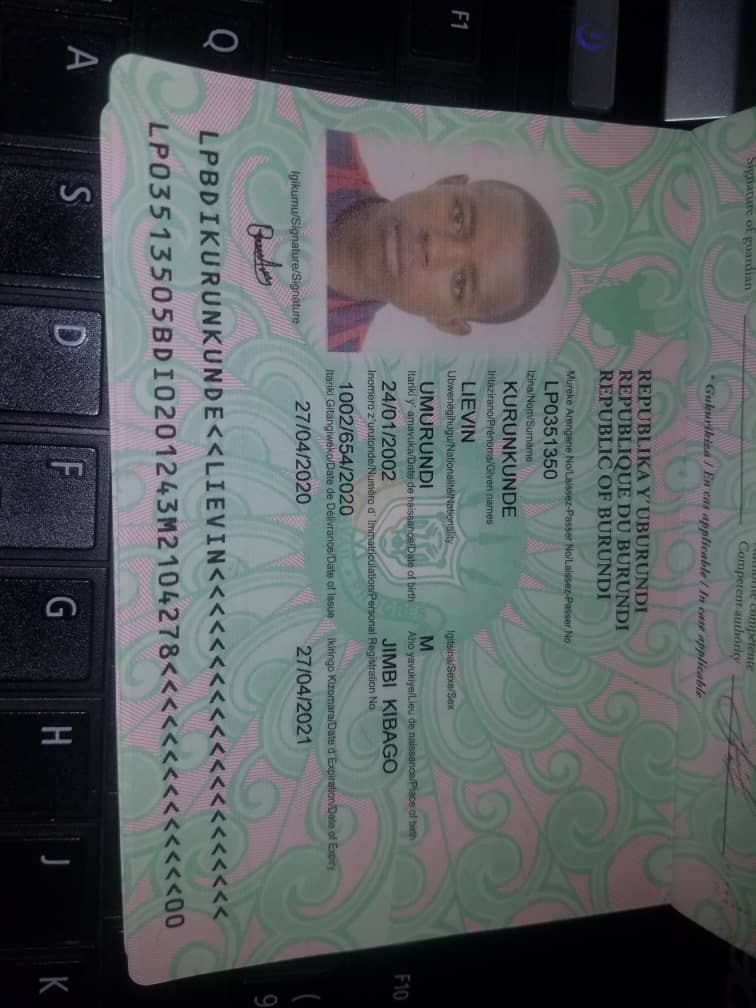 Signature of guardian
Autorité compétente
Competent authority
* Gukurikiza / En cas applicable / In case applicable
REPUBLIKA Y'UBURUNDI
REPUBLIQUE DU BURUNDI
REPUBLIC OF BURUNDI
Mureke Arengane No/Laissez-Passer No/Laissez-Passer No.
LP0351350
Izina/Nom/Surname
KURUNKUNDE
Iritazirano/Prénoms/Given names
LIEVIN
Ubwenegihugu/Nationalité/Nationality Igitsina/Sexe/Sex
UMURUNDI M
Itariki y' amavuka/Date de naissance/Date of birth Aho yavukiye/Lieu de naissance/Place of birth
24/01/2002 JIMBI KIBAGO
Inomero z'urutonde/Numéro d' Immatriculation/Personal Registration No.
1002/654/2020
Itariki Gitangiweko/Date de Délivrance/Date of Issue Ikiringo Kizomara/Date d'Expiration/Date of Expiry
27/04/2020 27/04/2021
Igikumu/Signature/Signature
LPBDIKURUNKUNDE<<LIEVIN<<<<<<<<<<<<<<<<<<<<<
LP03513505BDI0201243M2104278<<<<<<<<<<<<<<00
F1
F10
9
Q
A S D F G H J K